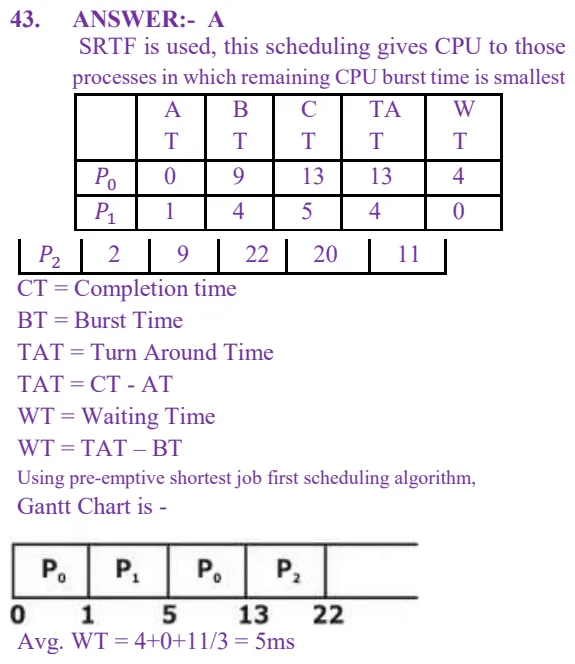 43. ANSWER:- A
SRTF is used, this scheduling gives CPU to those
processes in which remaining CPU burst time is smallest
A B C TA W
T T T T T
P₀ 0 9 13 13 4
P₁ 1 4 5 4 0
P₂ 2 9 22 20 11
CT = Completion time
BT = Burst Time
TAT = Turn Around Time
TAT = CT - AT
WT = Waiting Time
WT = TAT – BT
Using pre-emptive shortest job first scheduling algorithm,
Gantt Chart is -
P₀ P₁ P₀ P₂
0 1 5 13 22
Avg. WT = 4+0+11/3 = 5ms